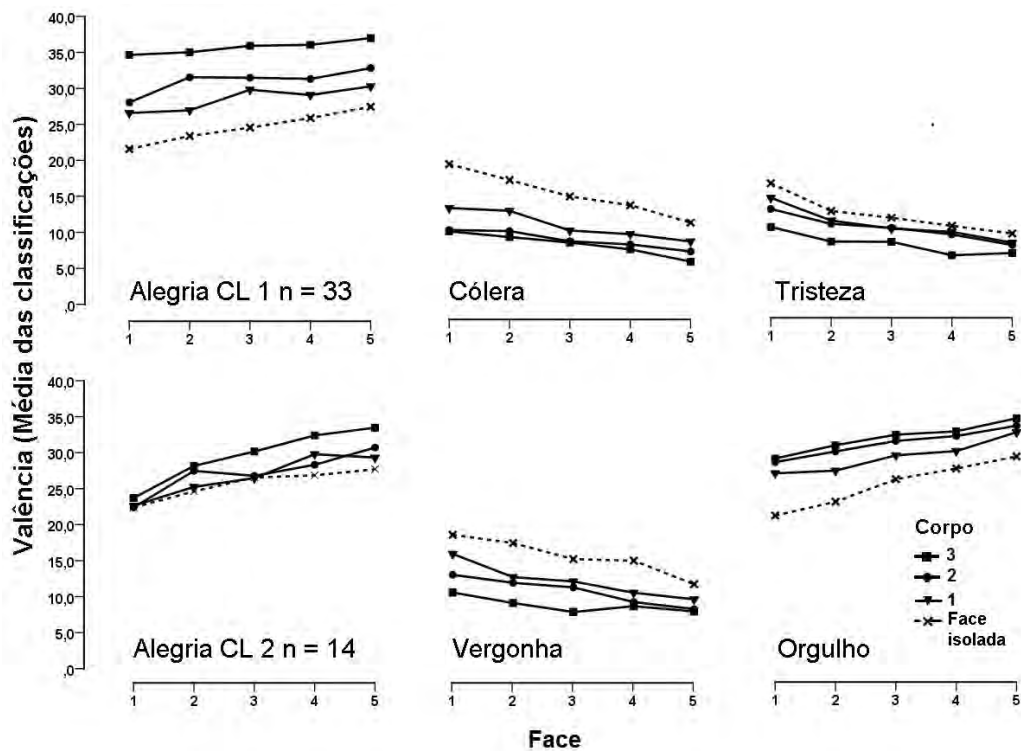 Valência (Média das classificações)
40,0
35,0
30,0
25,0
20,0
15,0
10,0
5,0
,0
Alegria CL 1 n = 33
Cólera
Tristeza
1 2 3 4 5
1 2 3 4 5
1 2 3 4 5
40,0
35,0
30,0
25,0
20,0
15,0
10,0
5,0
,0
Corpo
3
2
1
Face
isolada
Alegria CL 2 n = 14
Vergonha
Orgulho
1 2 3 4 5
1 2 3 4 5
1 2 3 4 5
Face